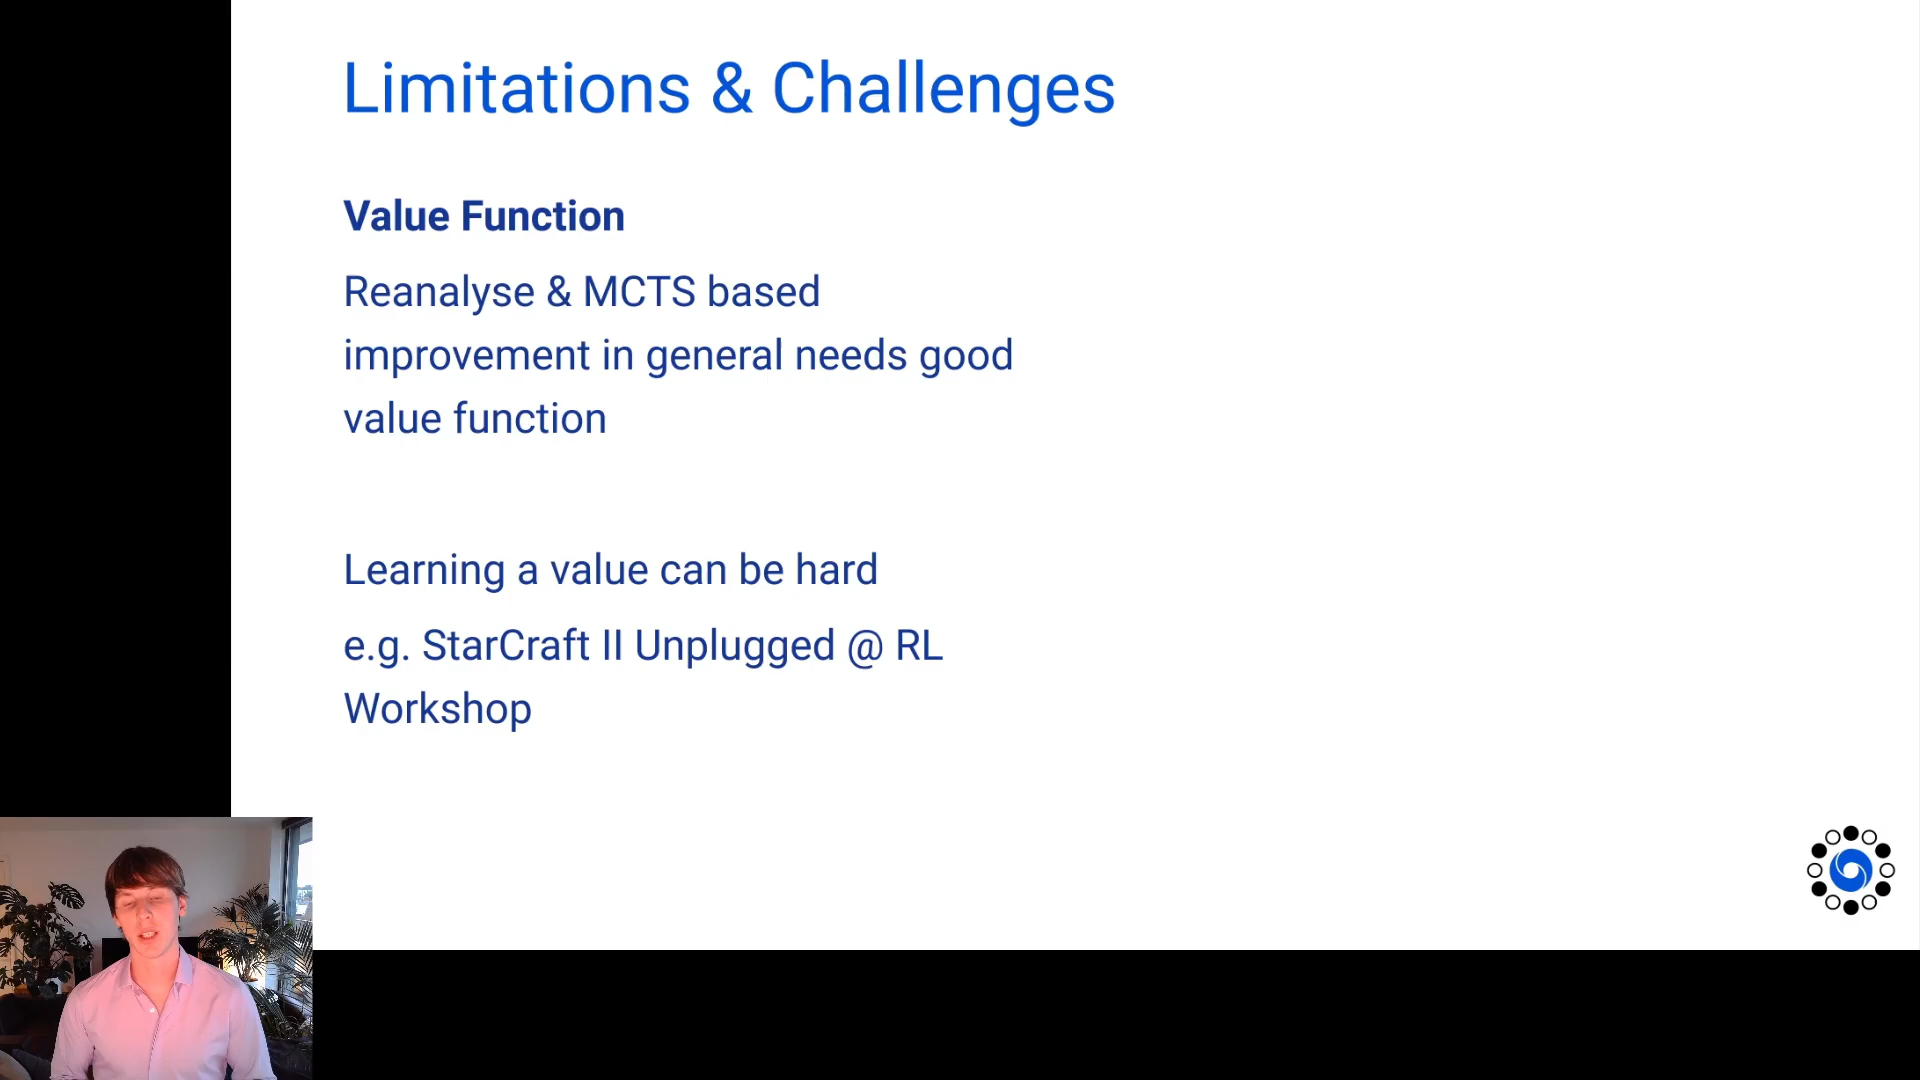 Limitations & Challenges
Value Function
Reanalyse & MCTS based
improvement in general needs good
value function
Learning a value can be hard
e.g. StarCraft II Unplugged @ RL
Workshop